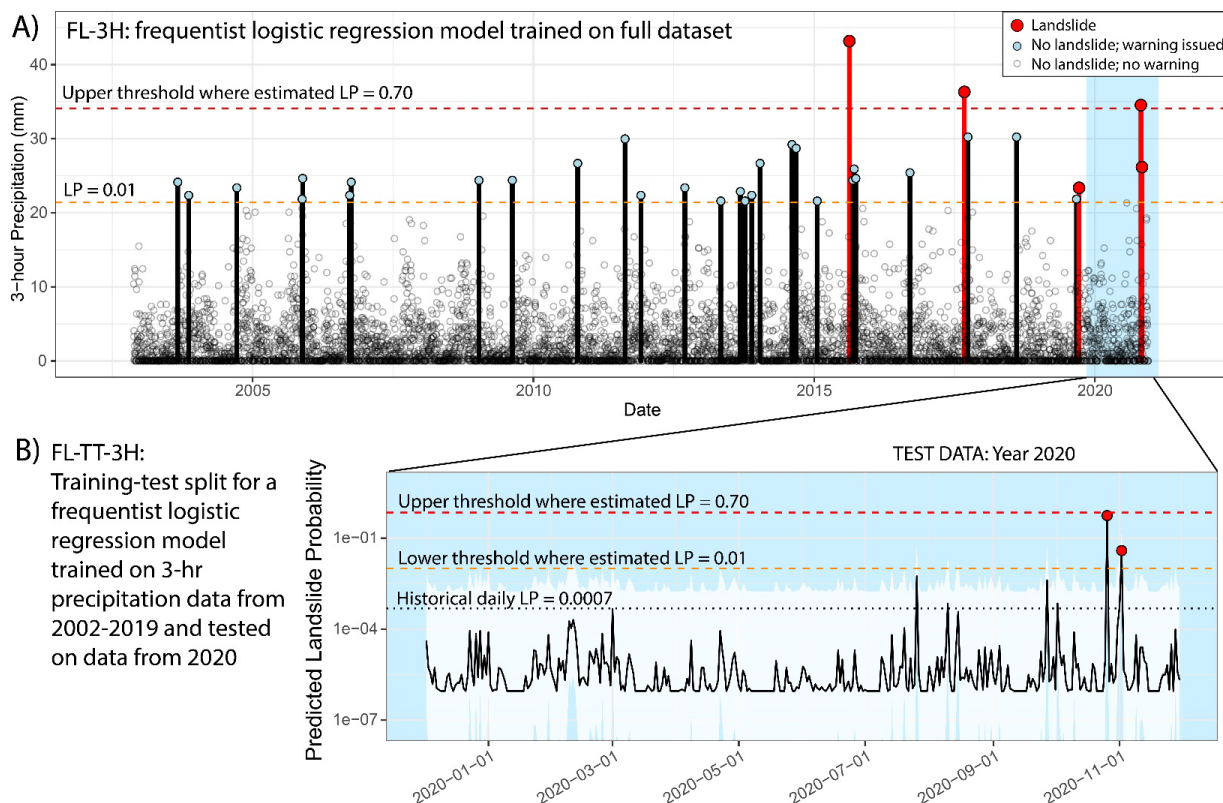 A) FL-3H: frequentist logistic regression model trained on full dataset
Landslide
No landslide; warning issued
No landslide; no warning
Upper threshold where estimated LP = 0.70
LP = 0.01
3-hour Precipitation (mm)
40
30
20
10
0
2005
2010
2015
2020
Date
B) FL-TT-3H:
Training-test split for a
frequentist logistic
regression model
trained on 3-hr
precipitation data from
2002-2019 and tested
on data from 2020
TEST DATA: Year 2020
Predicted Landslide Probability
Upper threshold where estimated LP = 0.70
Lower threshold where estimated LP = 0.01
Historical daily LP = 0.0007
1e−01
1e−04
1e−07
2020−01−01
2020−03−01
2020−05−01
2020−07−01
2020−09−01
2020−11−01